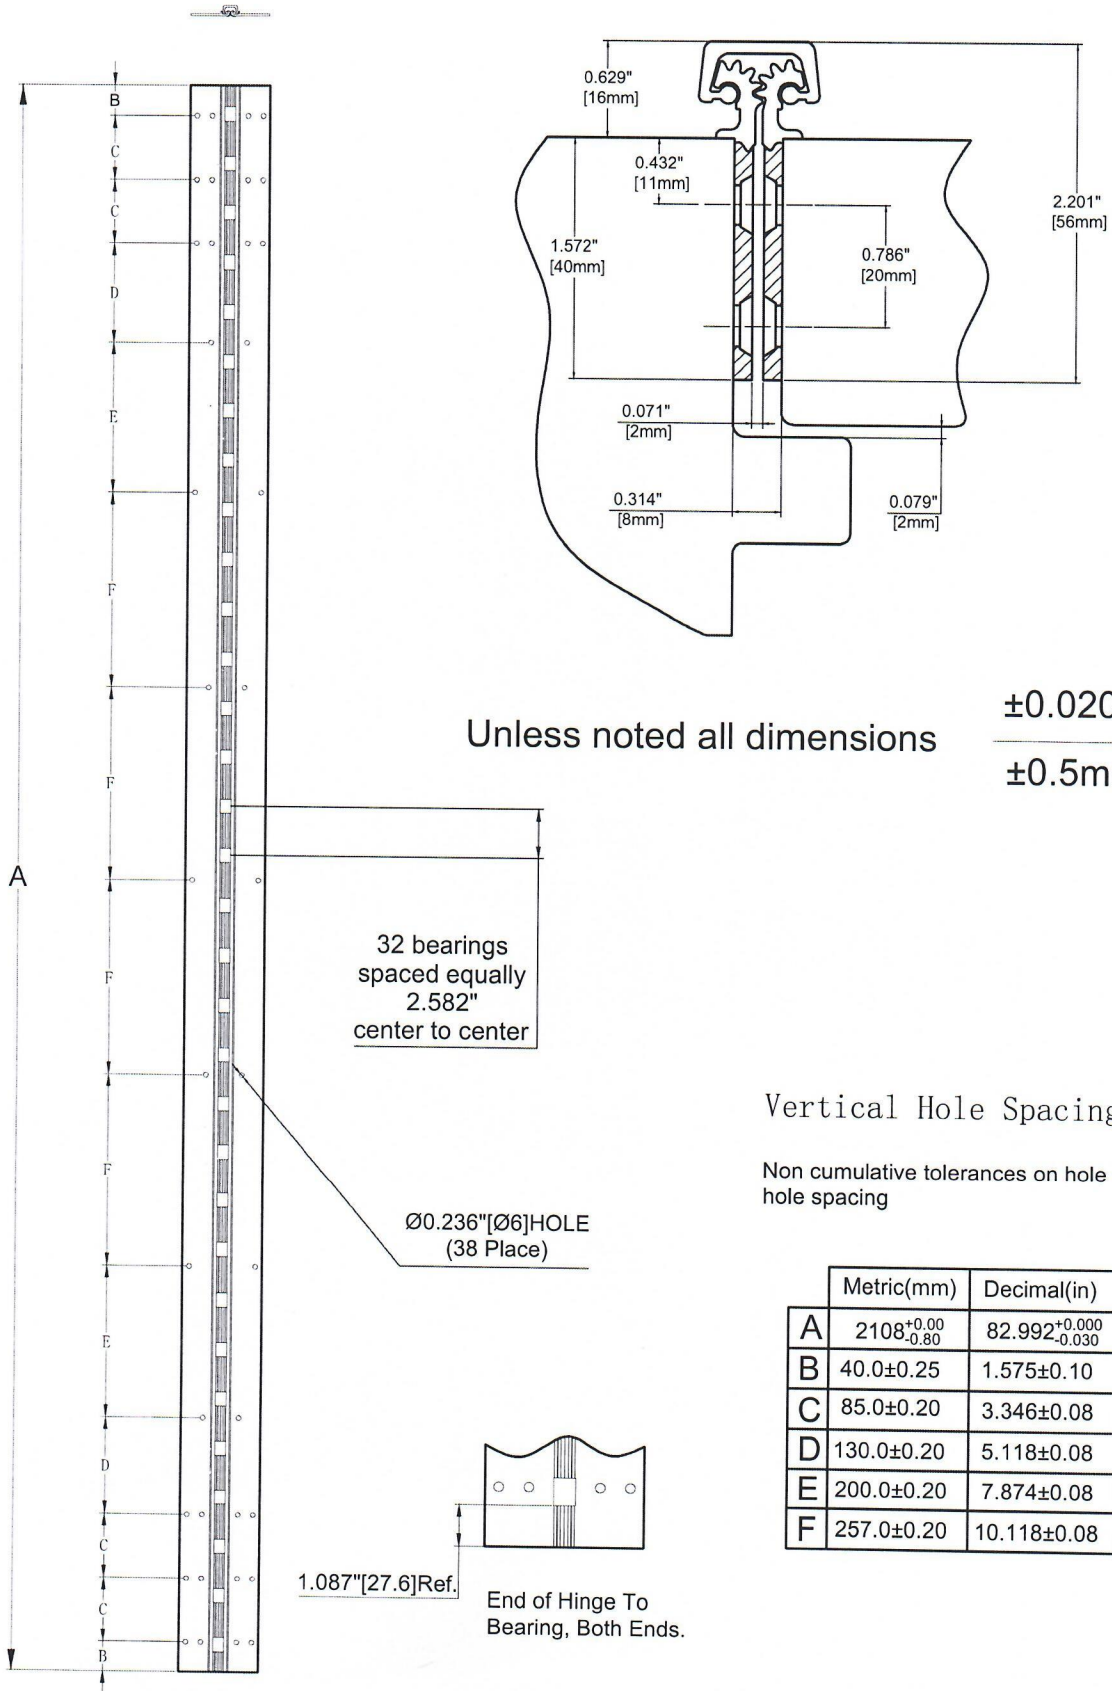 B
C
C
D
E
F
F
F
F
E
D
C
C
B
A
0.629"
[16mm]
0.432"
[11mm]
1.572"
[40mm]
0.786"
[20mm]
2.201"
[56mm]
0.071"
[2mm]
0.314"
[8mm]
0.079"
[2mm]
Unless noted all dimensions
±0.020
±0.5m
32 bearings
spaced equally
2.582"
center to center
Ø0.236"[Ø6]HOLE
(38 Place)
1.087"[27.6]Ref.
End of Hinge To
Bearing, Both Ends.
Vertical Hole Spacing
Non cumulative tolerances on hole
hole spacing
Metric(mm) Decimal(in)
A 2108+0.00 -0.80 82.992+0.000 -0.030
B 40.0±0.25 1.575±0.10
C 85.0±0.20 3.346±0.08
D 130.0±0.20 5.118±0.08
E 200.0±0.20 7.874±0.08
F 257.0±0.20 10.118±0.08